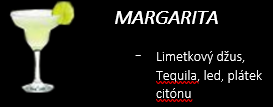 MARGARITA
- Limetkový džus,
Tequila, led, plátek
citónu